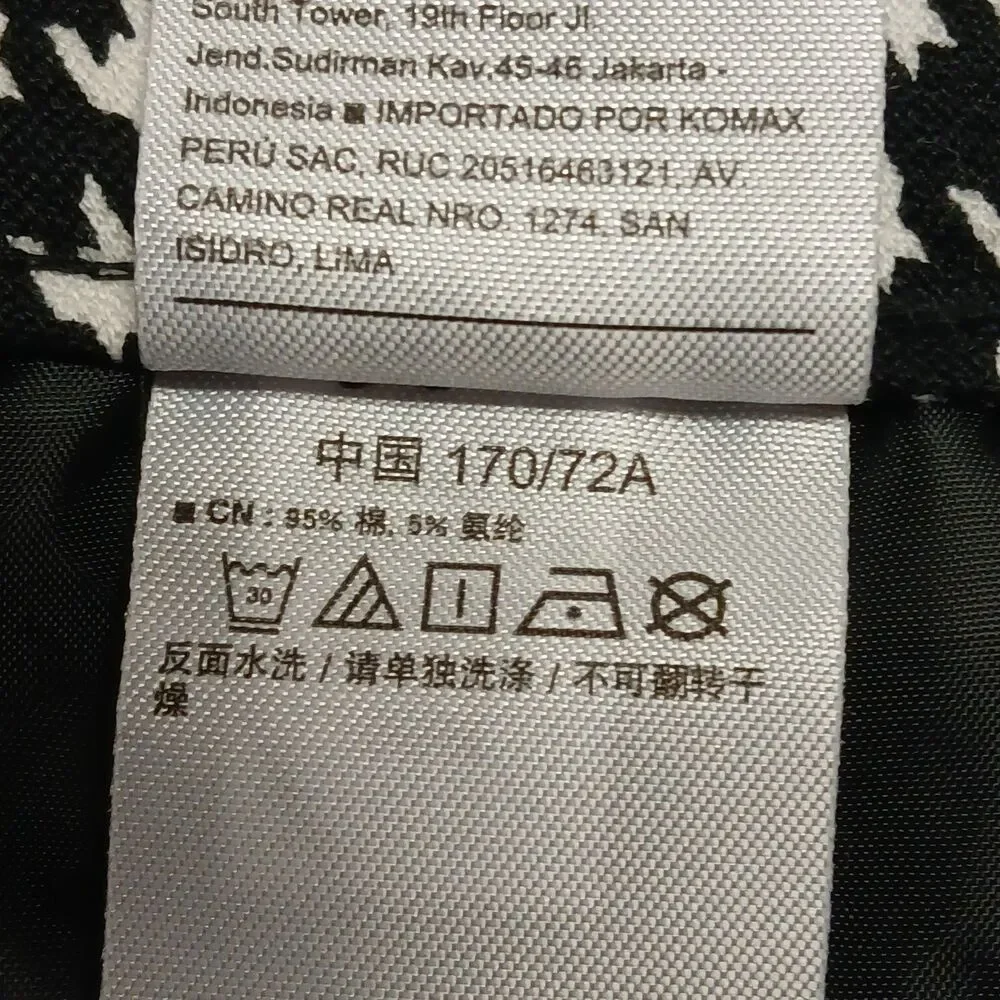 South Tower, 19th Floor Jl.
Jend.Sudirman Kav.45-46 Jakarta -
Indonesia ■ IMPORTADO POR KOMAX
PERÚ SAC, RUC 20516463121, AV.
CAMINO REAL NRO. 1274, SAN
ISIDRO, LIMA
中国 170/72A
■ CN : 95% 棉, 5% 氨纶
30
反面水洗 / 请单独洗涤 / 不可翻转干
燥